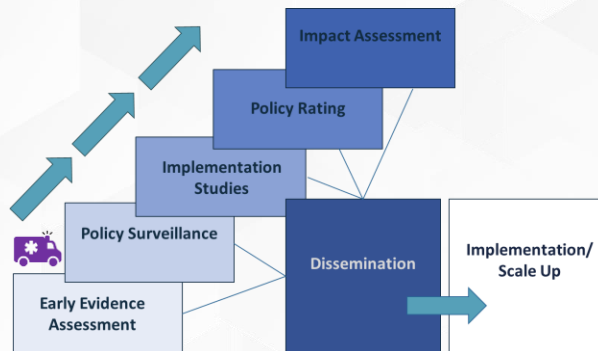 Impact Assessment
Policy Rating
Implementation
Studies
Policy Surveillance
Early Evidence
Assessment
Dissemination
Implementation/
Scale Up